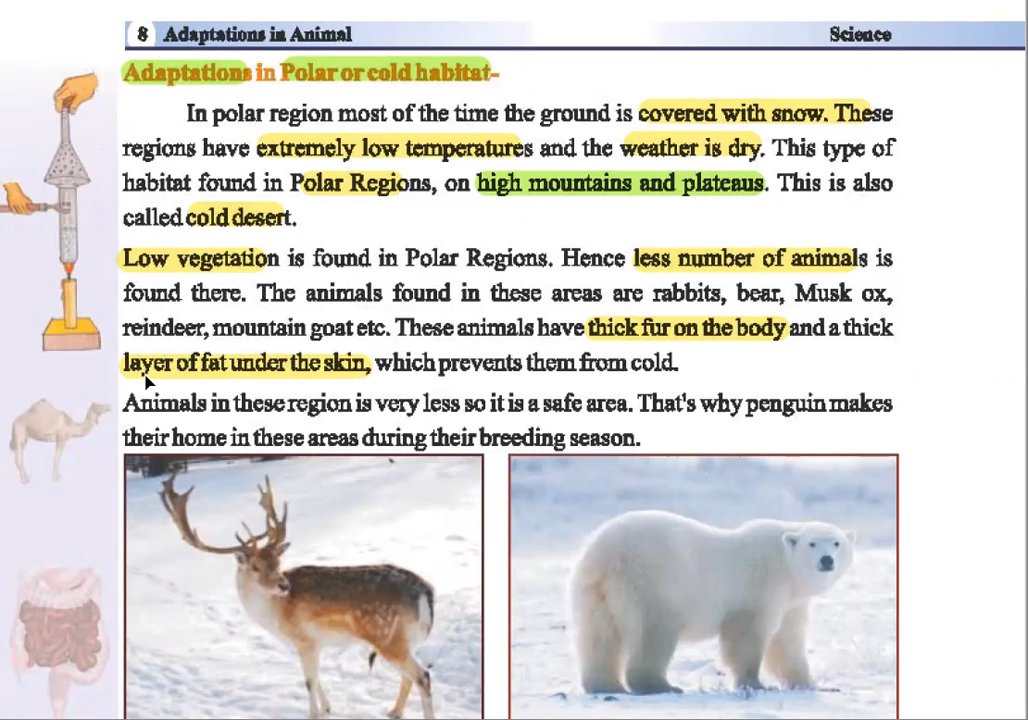 8 Adaptations in Animal Science
Adaptations in Polar or cold habitat-
In polar region most of the time the ground is covered with snow. These
regions have extremely low temperatures and the weather is dry. This type of
habitat found in Polar Regions, on high mountains and plateaus. This is also
called cold desert.
Low vegetation is found in Polar Regions. Hence less number of animals is
found there. The animals found in these areas are rabbits, bear, Musk ox,
reindeer, mountain goat etc. These animals have thick fur on the body and a thick
layer of fat under the skin, which prevents them from cold.
Animals in these region is very less so it is a safe area. That's why penguin makes
their home in these areas during their breeding season.